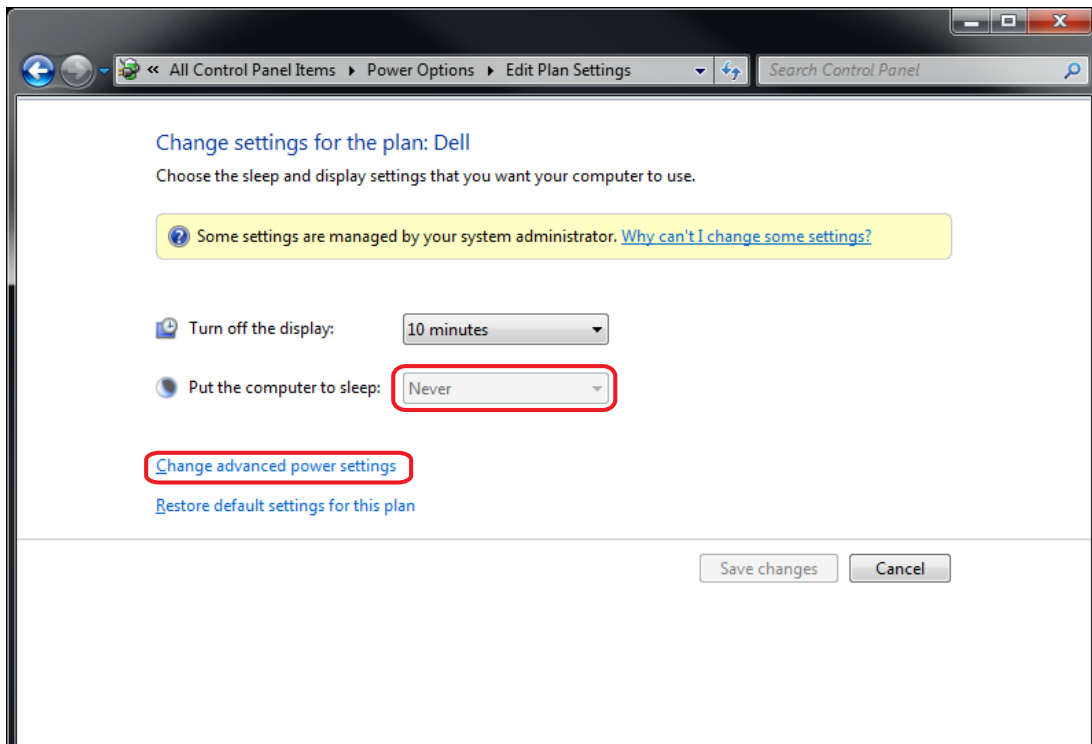 « All Control Panel Items ▸ Power Options ▸ Edit Plan Settings Search Control Panel
Change settings for the plan: Dell
Choose the sleep and display settings that you want your computer to use.
Some settings are managed by your system administrator. Why can't I change some settings?
Turn off the display: 10 minutes
Put the computer to sleep: Never
Change advanced power settings
Restore default settings for this plan
Save changes Cancel